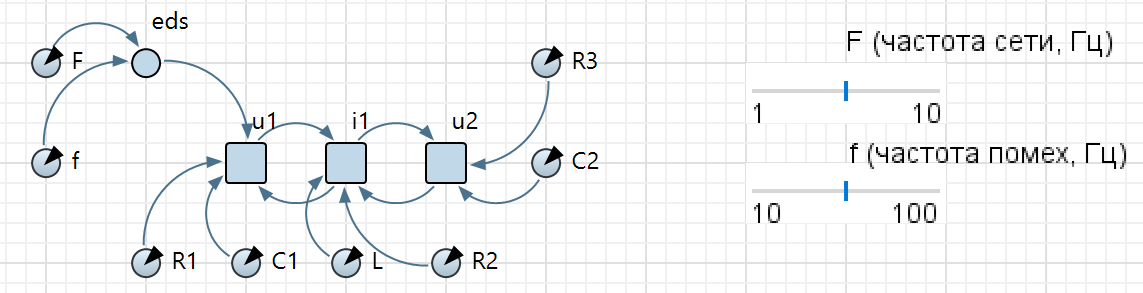 eds
F
R3
F (частота сети, Гц)
1 10
u1 i1 u2
f
C2
f (частота помех, Гц)
10 100
R1 C1 L R2